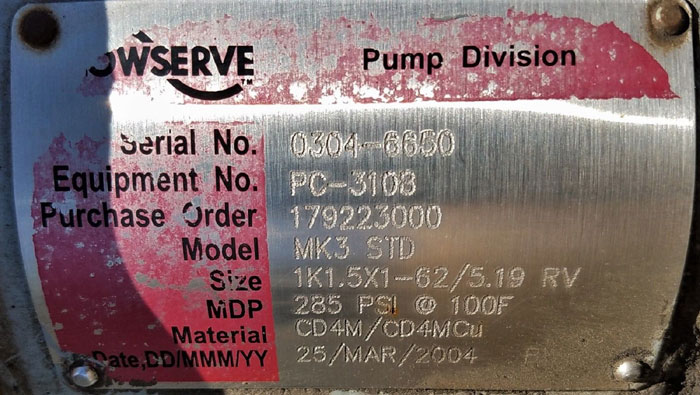 OWSERVE ™ Pump Division
Serial No. 0304-6650
Equipment No. PC-3108
Purchase Order 179223000
Model MK3 STD
Size 1K1.5X1-62/5.19 RV
MDP 285 PSI @ 100F
Material CD4M/CD4MCu
Date,DD/MMM/YY 25/MAR/2004